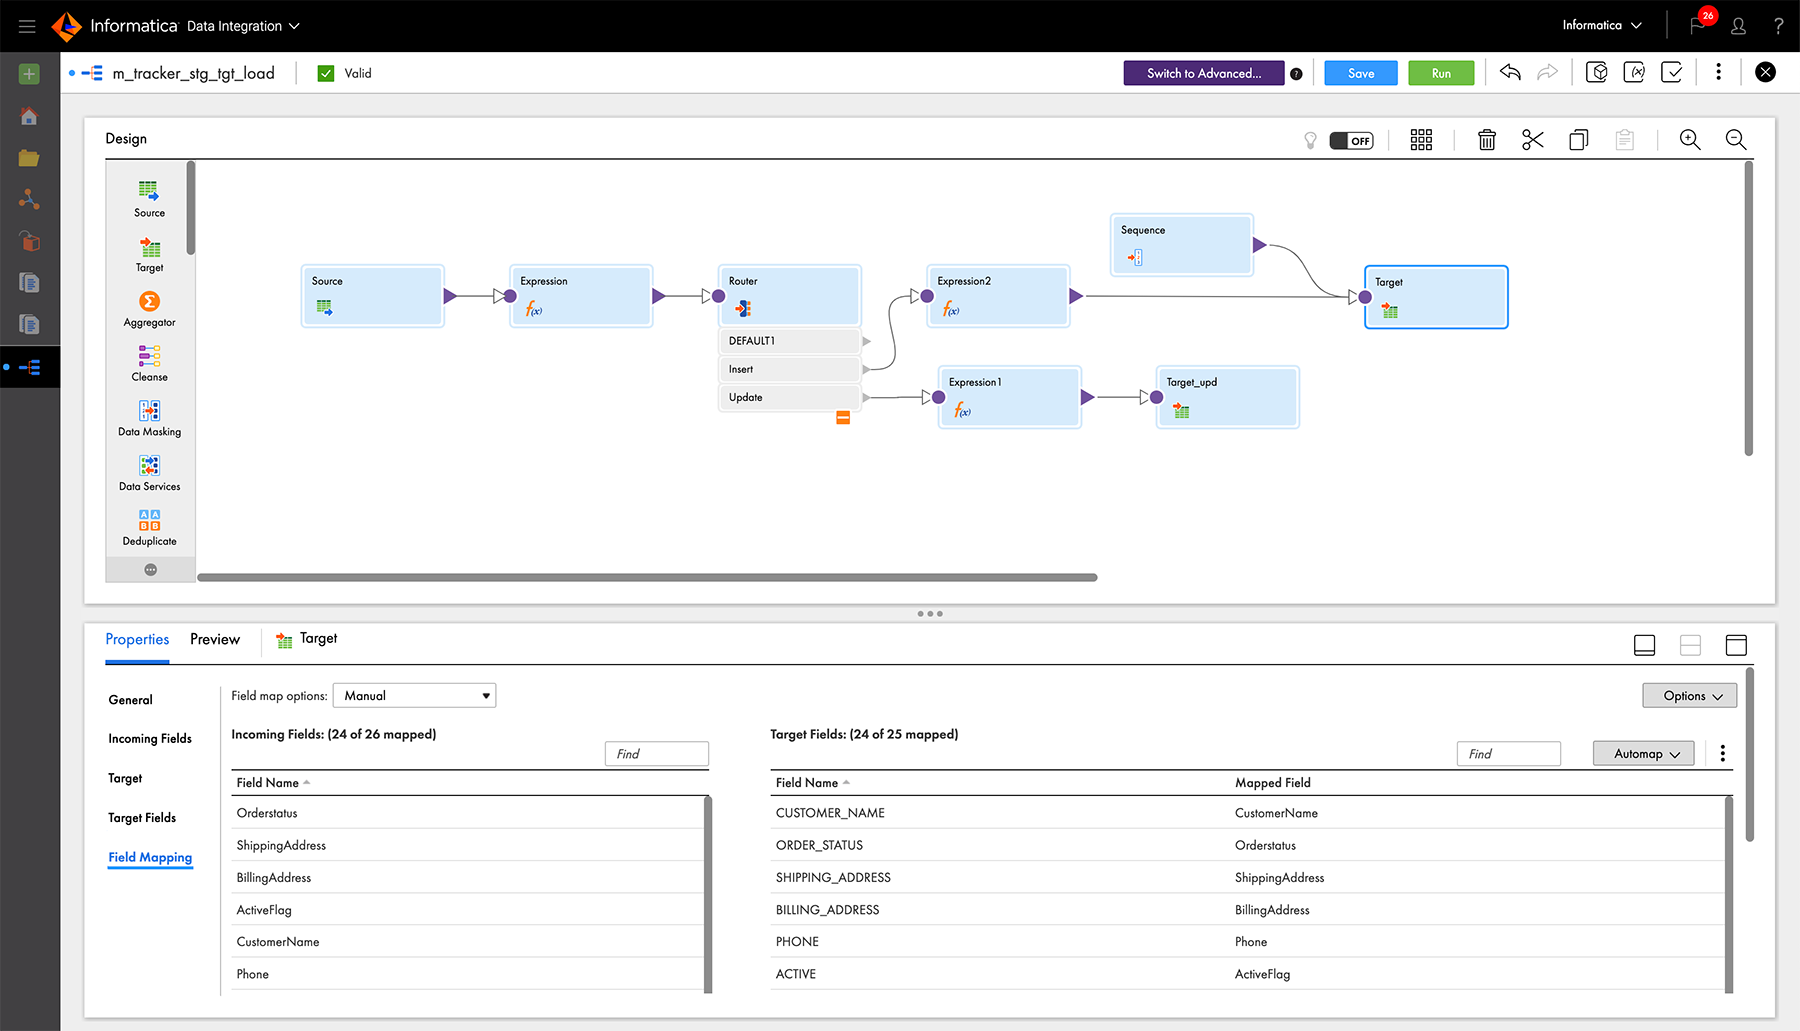 Informatica Data Integration
Informatica
26
?
m_tracker_stg_tgt_load
Valid
Switch to Advanced...
?
Save
Run
Design
OFF
Source
Target
Aggregator
Cleanse
Data Masking
Data Services
Deduplicate
Source
Expression
f(x)
Router
DEFAULT1
Insert
Update
Expression2
f(x)
Sequence
Target
Expression1
f(x)
Target_upd
Properties
Preview
Target
General
Incoming Fields
Target
Target Fields
Field Mapping
Field map options:
Manual
Options
Incoming Fields: (24 of 26 mapped)
Find
Field Name
Orderstatus
ShippingAddress
BillingAddress
ActiveFlag
CustomerName
Phone
Target Fields: (24 of 25 mapped)
Find
Automap
Field Name Mapped Field
CUSTOMER_NAME CustomerName
ORDER_STATUS Orderstatus
SHIPPING_ADDRESS ShippingAddress
BILLING_ADDRESS BillingAddress
PHONE Phone
ACTIVE ActiveFlag